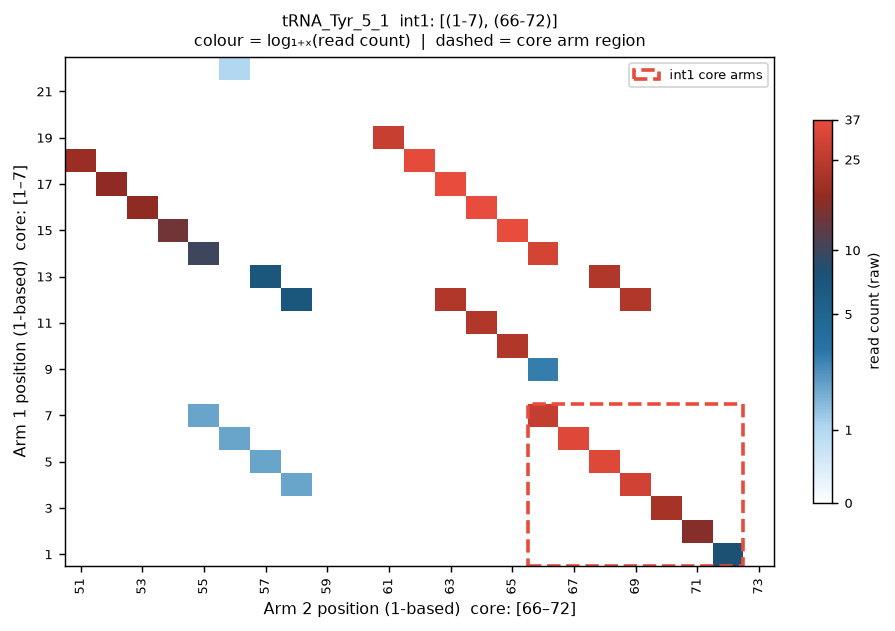 tRNA_Tyr_5_1  int1: [(1-7), (66-72)]
colour = log₁₊ₓ(read count)  |  dashed = core arm region
int1 core arms
Arm 1 position (1-based)  core: [1–7]
21
19
17
15
13
11
9
7
5
3
1
51 53 55 57 59 61 63 65 67 69 71 73
Arm 2 position (1-based)  core: [66–72]
37
25
10
5
1
0
read count (raw)